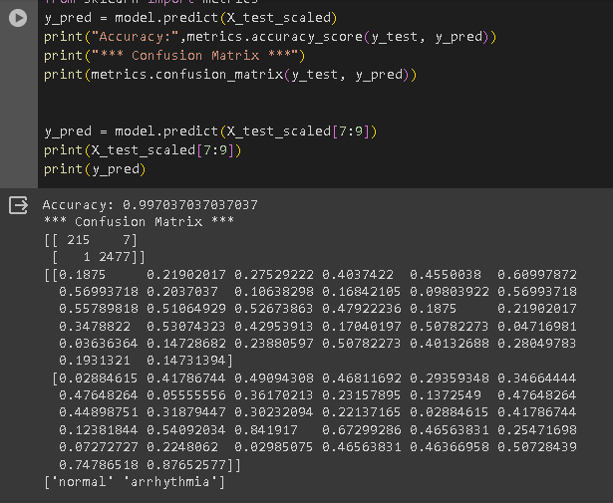 from sklearn import metrics
y_pred = model.predict(X_test_scaled)
print("Accuracy:",metrics.accuracy_score(y_test, y_pred))
print("*** Confusion Matrix ***")
print(metrics.confusion_matrix(y_test, y_pred))
y_pred = model.predict(X_test_scaled[7:9])
print(X_test_scaled[7:9])
print(y_pred)
Accuracy: 0.997037037037037
*** Confusion Matrix ***
[[ 215    7]
 [   1 2477]]
[[0.1875     0.21902017 0.27529222 0.4037422  0.4550038  0.60997872
  0.56993718 0.2037037  0.10638298 0.16842105 0.09803922 0.56993718
  0.55789818 0.51064929 0.52673863 0.47922236 0.1875     0.21902017
  0.3478822  0.53074323 0.42953913 0.17040197 0.50782273 0.04716981
  0.03636364 0.14728682 0.23880597 0.50782273 0.40132688 0.28049783
  0.1931321  0.14731394]
 [0.02884615 0.41786744 0.49094308 0.46811692 0.29359348 0.34664444
  0.47648264 0.05555556 0.36170213 0.23157895 0.1372549  0.47648264
  0.44898751 0.31879447 0.30232094 0.22137165 0.02884615 0.41786744
  0.12381844 0.54092034 0.841917   0.67299286 0.46563831 0.25471698
  0.07272727 0.2248062  0.02985075 0.46563831 0.46366958 0.50728439
  0.74786518 0.87652577]]
['normal' 'arrhythmia']